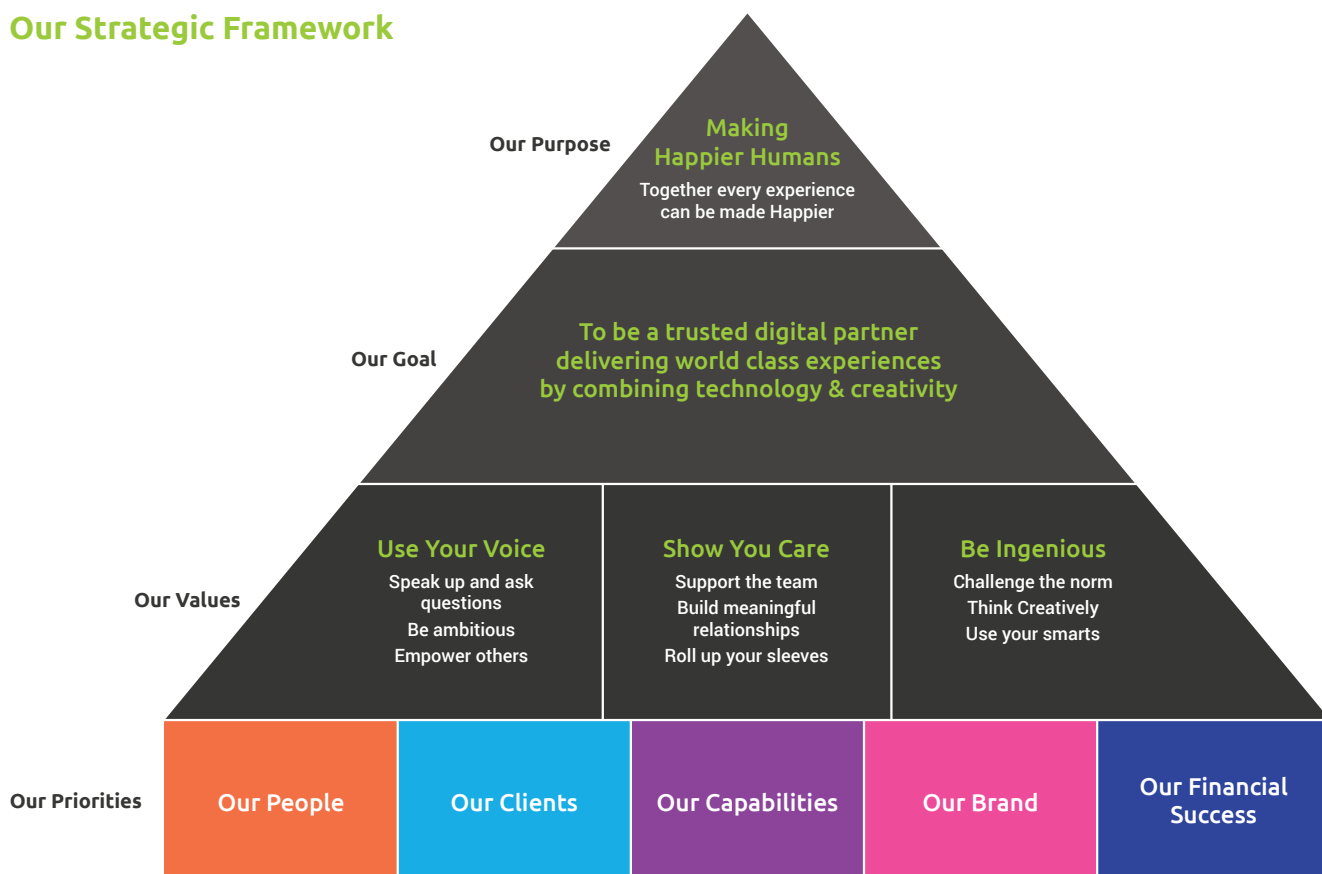 Our Strategic Framework
Our Purpose
Making
Happier Humans
Together every experience
can be made Happier
Our Goal
To be a trusted digital partner
delivering world class experiences
by combining technology & creativity
Our Values
Use Your Voice
Speak up and ask
questions
Be ambitious
Empower others
Show You Care
Support the team
Build meaningful
relationships
Roll up your sleeves
Be Ingenious
Challenge the norm
Think Creatively
Use your smarts
Our Priorities
Our People
Our Clients
Our Capabilities
Our Brand
Our Financial
Success